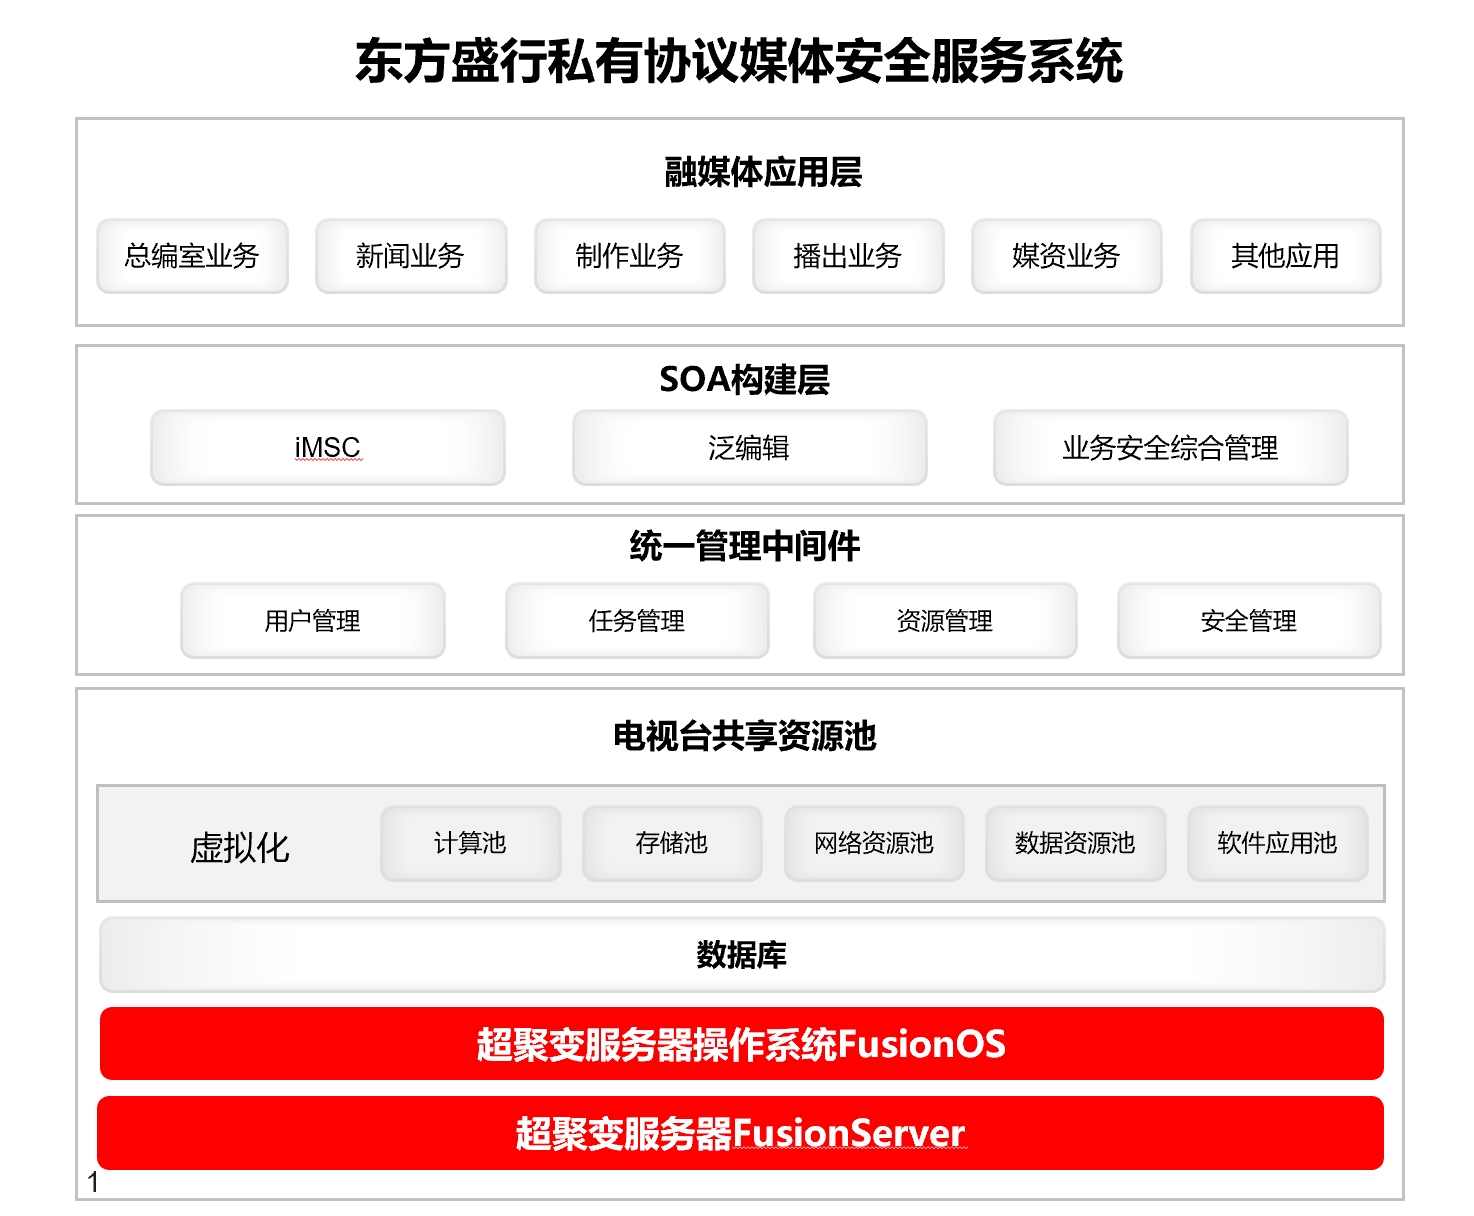 东方盛行私有协议媒体安全服务系统
融媒体应用层
总编室业务 新闻业务 制作业务 播出业务 媒资业务 其他应用
SOA构建层
iMSC 泛编辑 业务安全综合管理
统一管理中间件
用户管理 任务管理 资源管理 安全管理
电视台共享资源池
虚拟化 计算池 存储池 网络资源池 数据资源池 软件应用池
数据库
超聚变服务器操作系统FusionOS
超聚变服务器FusionServer
1